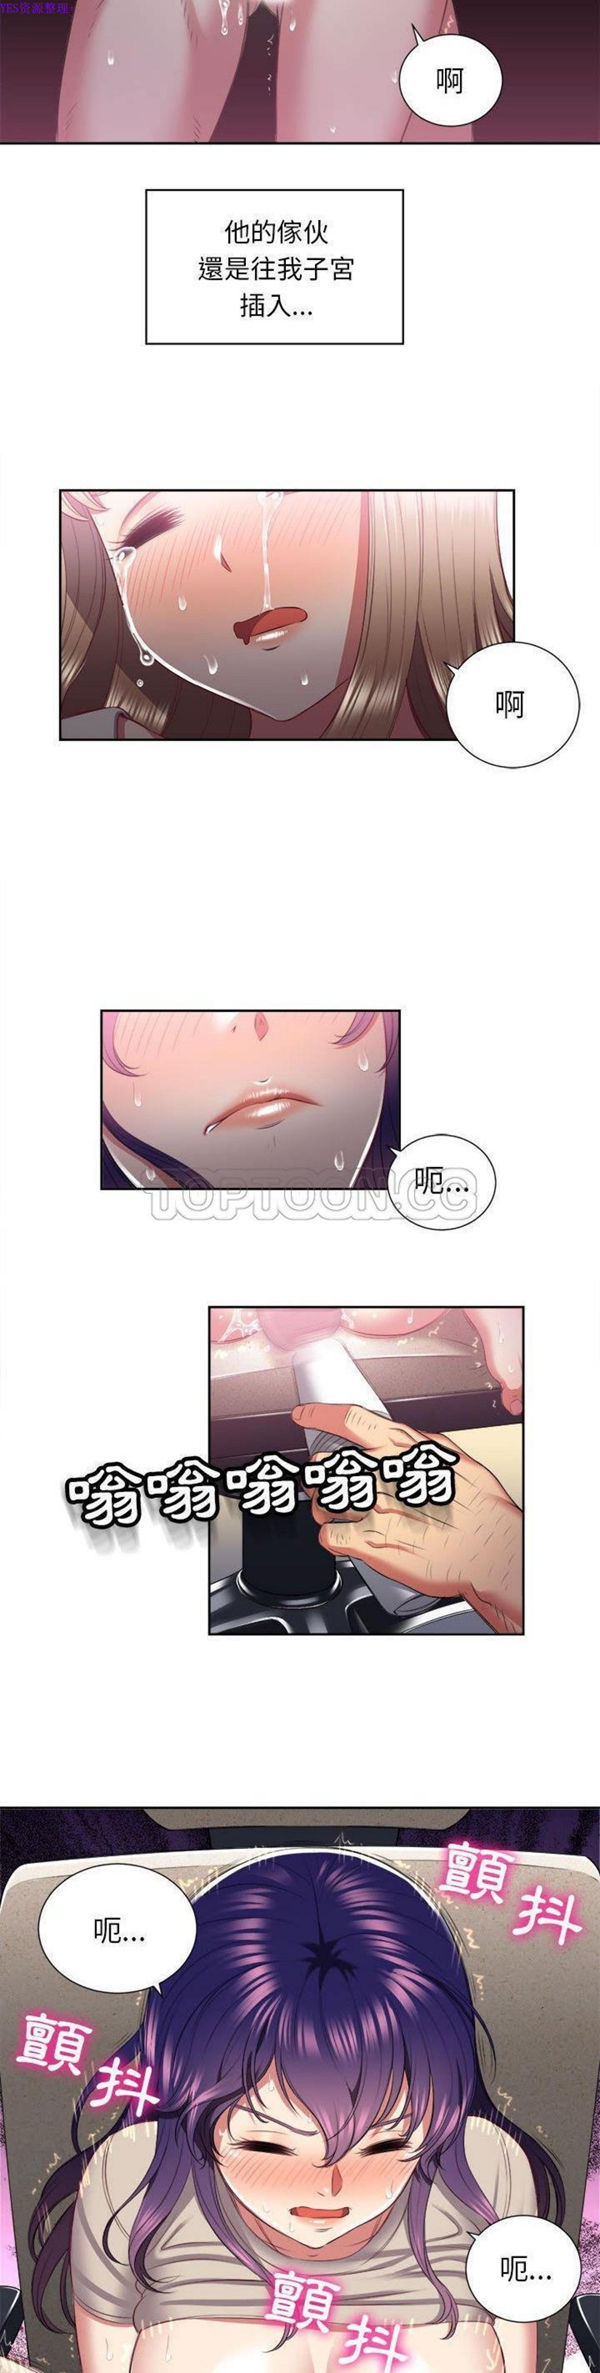 YES资源整理·
啊
他的傢伙
還是往我子宮
插入...
啊
呃...
TOPTOON.CC
嗡嗡嗡嗡嗡
呃...
顫抖
顫抖
呃...
顫抖